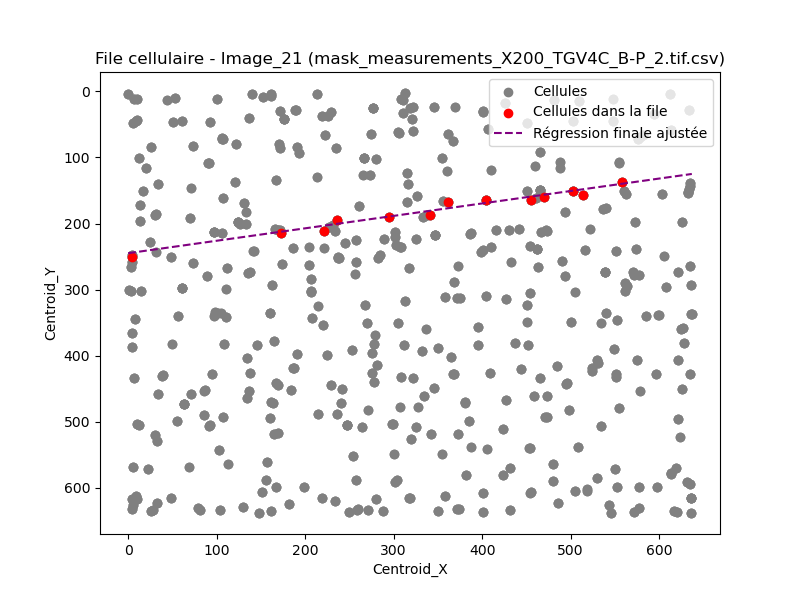 File cellulaire - Image_21 (mask_measurements_X200_TGV4C_B-P_2.tif.csv)
Cellules
Cellules dans la file
Régression finale ajustée
Centroid_Y
0
100
200
300
400
500
600
0 100 200 300 400 500 600
Centroid_X